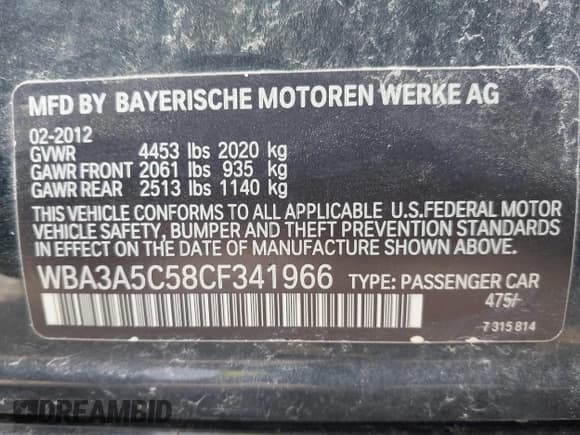 MFD BY BAYERISCHE MOTOREN WERKE AG
02-2012
GVWR 4453 lbs 2020 kg
GAWR FRONT 2061 lbs 935 kg
GAWR REAR 2513 lbs 1140 kg
THIS VEHICLE CONFORMS TO ALL APPLICABLE U.S.FEDERAL MOTOR
VEHICLE SAFETY, BUMPER AND THEFT PREVENTION STANDARDS
IN EFFECT ON THE DATE OF MANUFACTURE SHOWN ABOVE.
WBA3A5C58CF341966 TYPE: PASSENGER CAR
475/-
7 315 814
DREAMBID